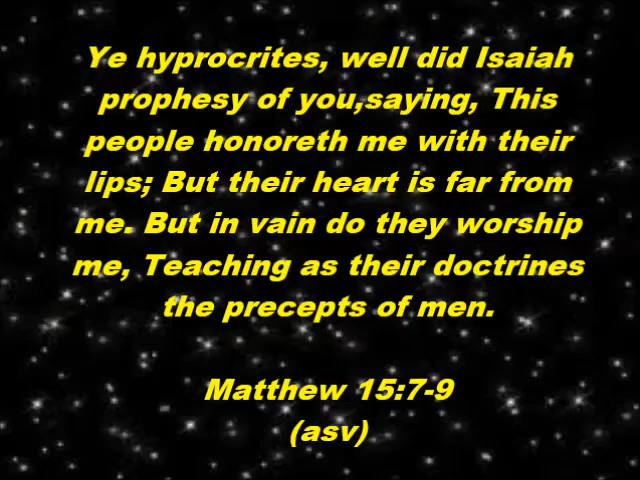 Ye hyprocrites, well did Isaiah
prophesy of you,saying, This
people honoreth me with their
lips; But their heart is far from
me. But in vain do they worship
me, Teaching as their doctrines
the precepts of men.
Matthew 15:7-9
(asv)